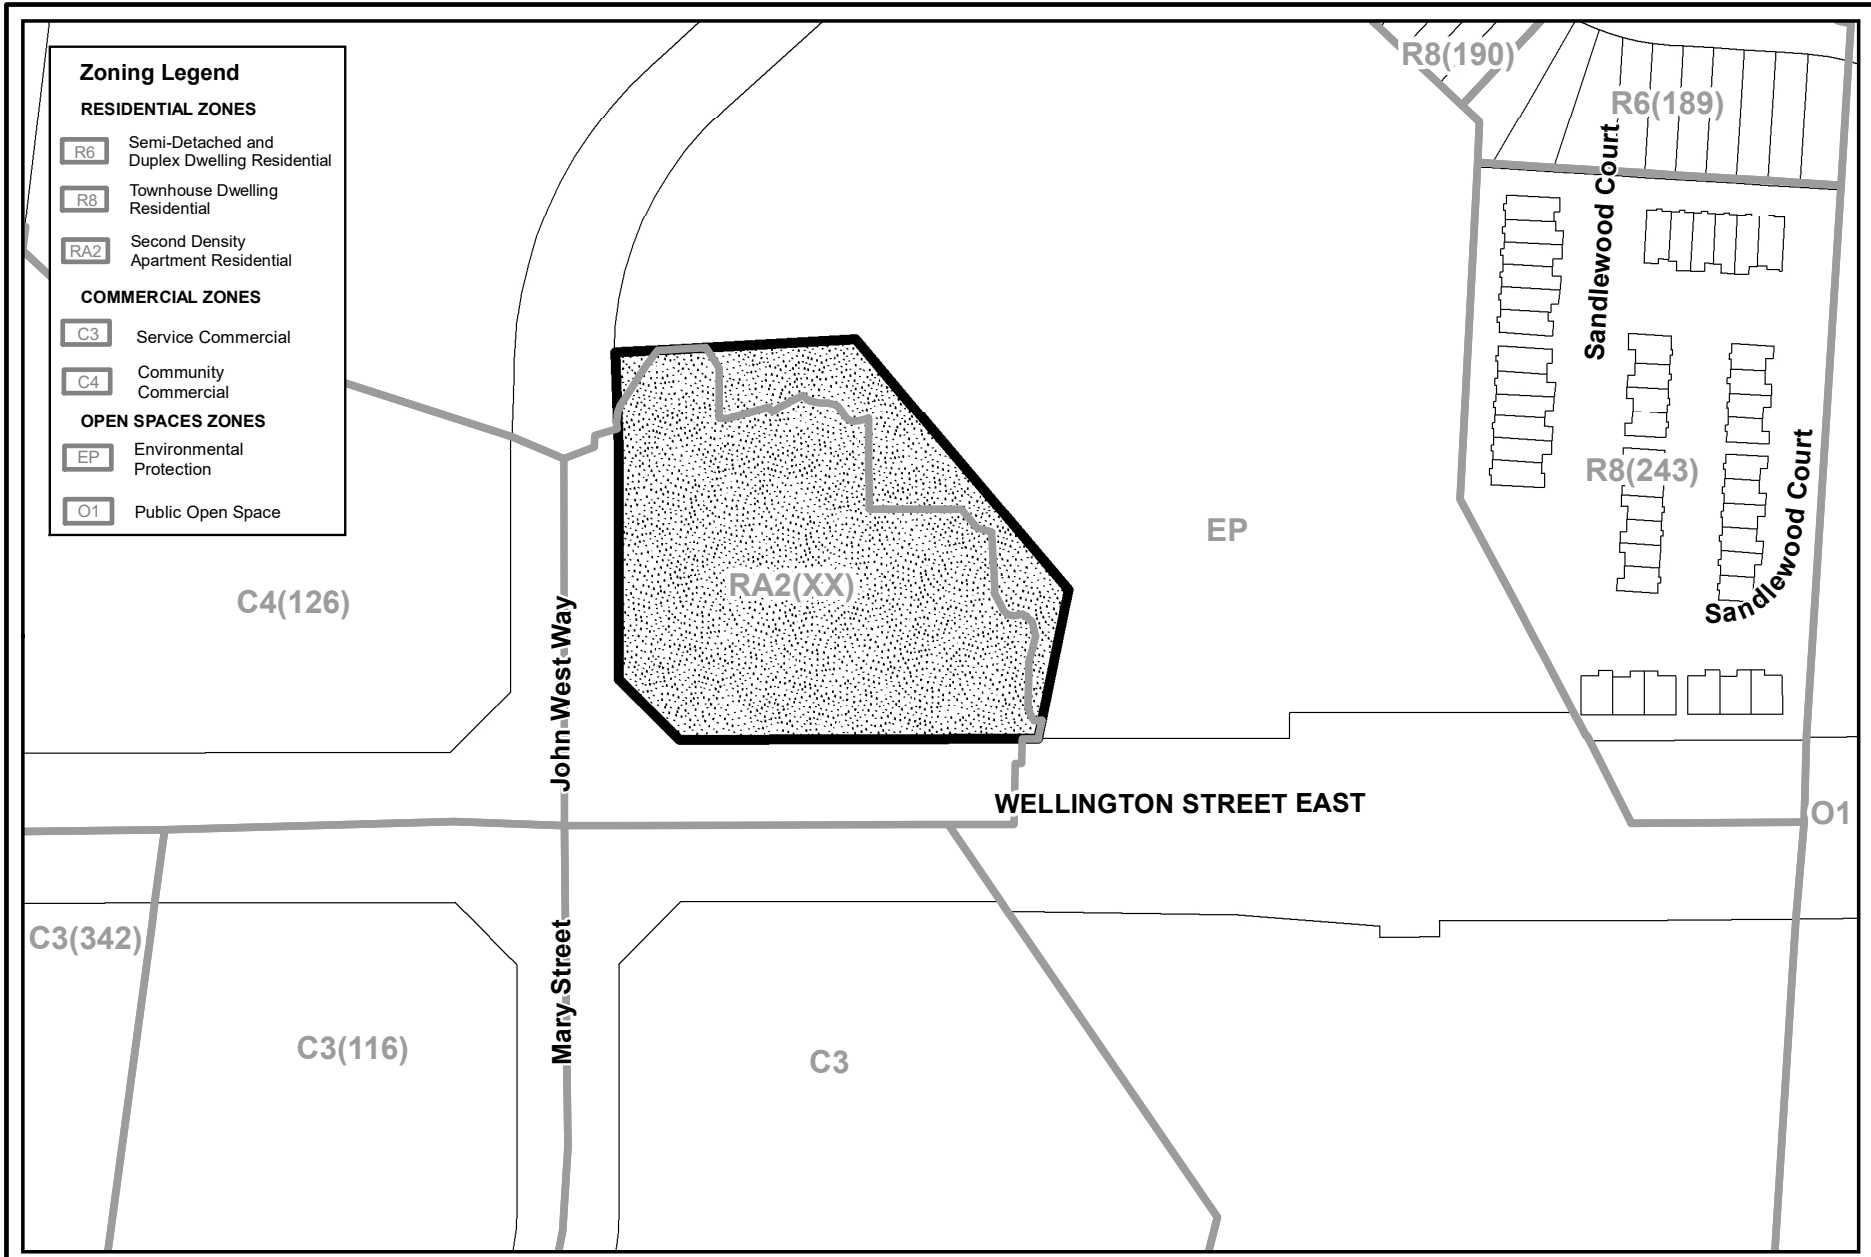 Zoning Legend
RESIDENTIAL ZONES
R6
Semi-Detached and
Duplex Dwelling Residential
R8
Townhouse Dwelling
Residential
RA2
Second Density
Apartment Residential
COMMERCIAL ZONES
C3
Service Commercial
C4
Community
Commercial
OPEN SPACES ZONES
EP
Environmental
Protection
O1
Public Open Space
R8(190)
R6(189)
Sandlewood Court
R8(243)
Sandlewood Court
EP
RA2(XX)
C4(126)
John West Way
WELLINGTON STREET EAST
O1
C3(342)
Mary Street
C3(116)
C3